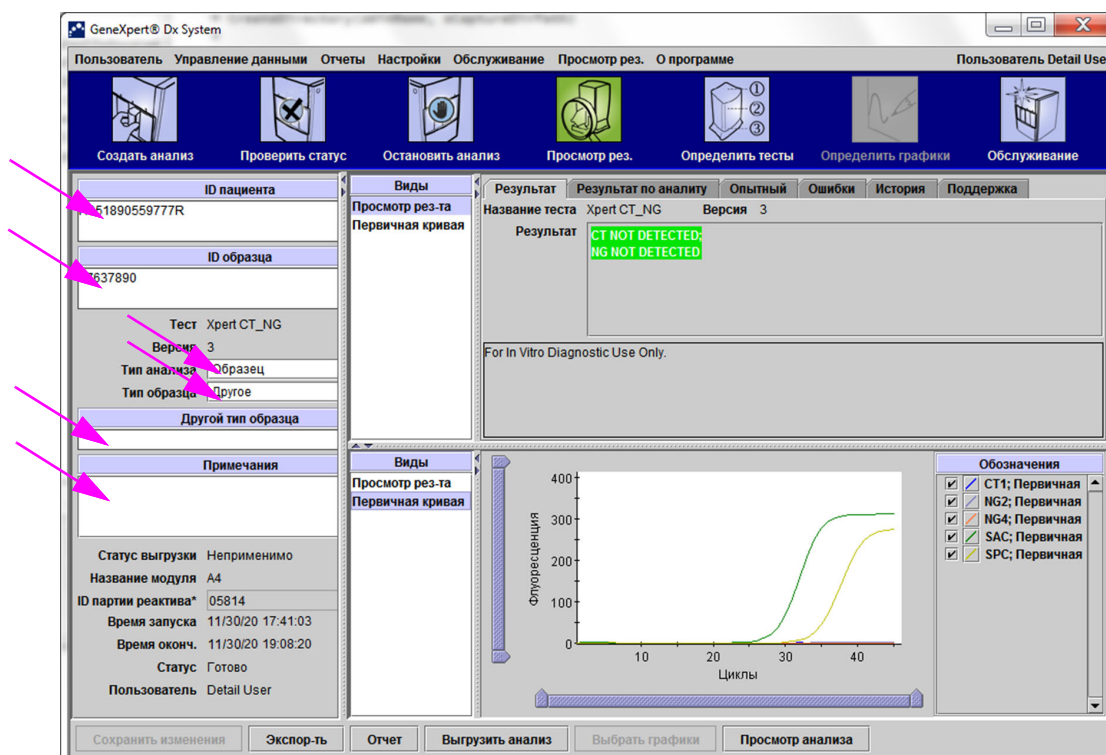 GeneXpert® Dx System
Пользователь Управление данными Отчеты Настройки Обслуживание Просмотр рез. О программе Пользователь Detail Use
Создать анализ Проверить статус Остановить анализ Просмотр рез. Определить тесты Определить графики Обслуживание
ID пациента
51890559777R
ID образца
7637890
Тест Xpert CT_NG
Версия 3
Тип анализа Образец
Тип образца Другое
Другой тип образца
Примечания
Статус выгрузки Неприменимо
Название модуля A4
ID партии реактива* 05814
Время запуска 11/30/20 17:41:03
Время оконч. 11/30/20 19:08:20
Статус Готово
Пользователь Detail User
Виды
Просмотр рез-та
Первичная кривая
Результат Результат по аналиту Опытный Ошибки История Поддержка
Название теста Xpert CT_NG Версия 3
Результат CT NOT DETECTED;
NG NOT DETECTED
For In Vitro Diagnostic Use Only.
Виды
Просмотр рез-та
Первичная кривая
Флуоресценция
400
300
200
100
0
10 20 30 40
Циклы
Обозначения
CT1; Первичная
NG2; Первичная
NG4; Первичная
SAC; Первичная
SPC; Первичная
Сохранить изменения Экспор-ть Отчет Выгрузить анализ Выбрать графики Просмотр анализа